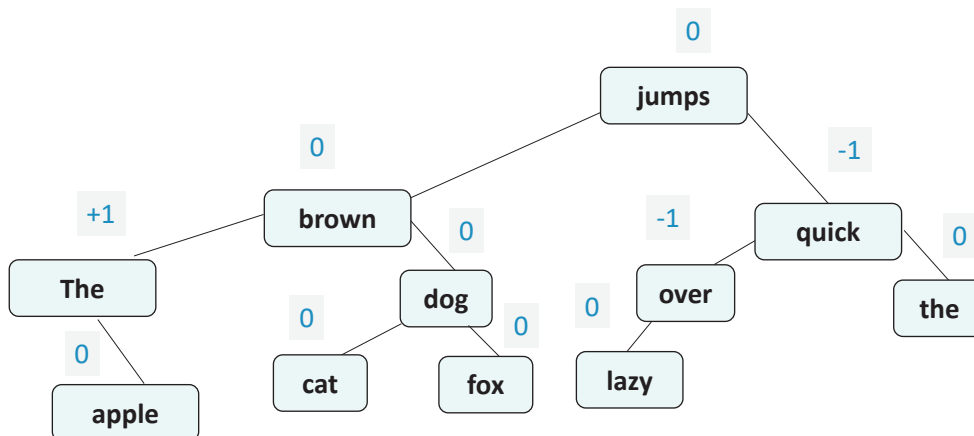 0
jumps
0
-1
+1
brown
0
-1
quick
0
The
dog
over
the
0
0
0
0
cat
fox
lazy
apple